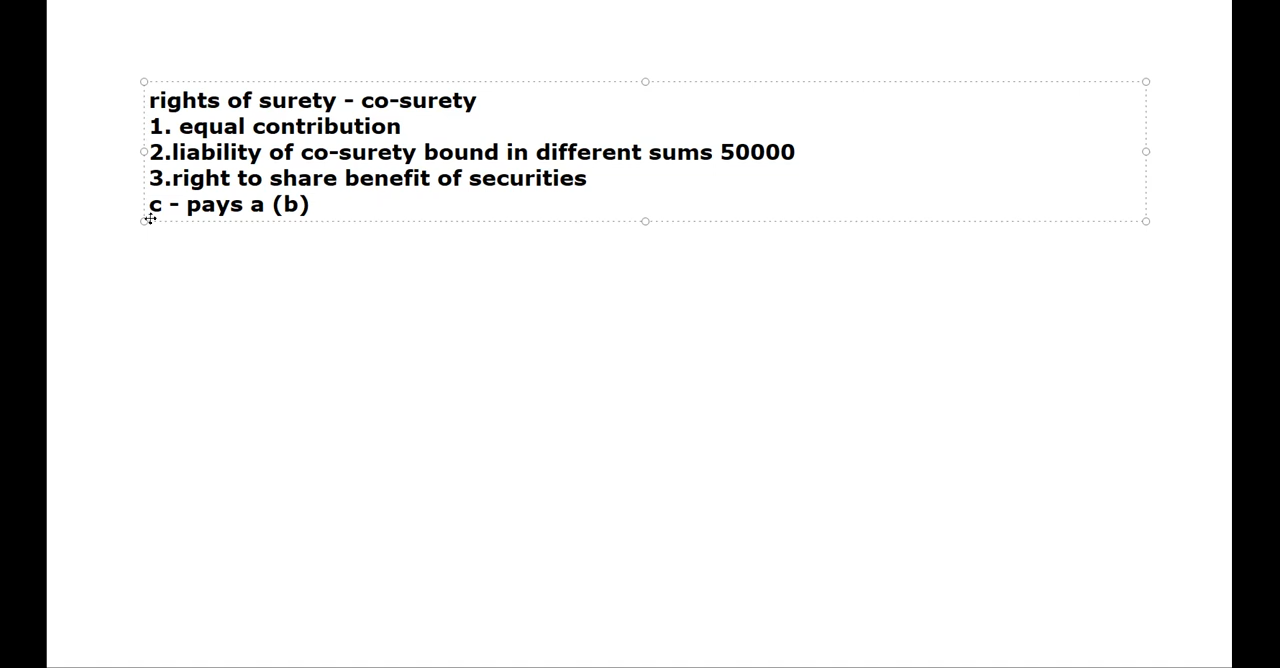 rights of surety - co-surety
1. equal contribution
2.liability of co-surety bound in different sums 50000
3.right to share benefit of securities
c - pays a (b)